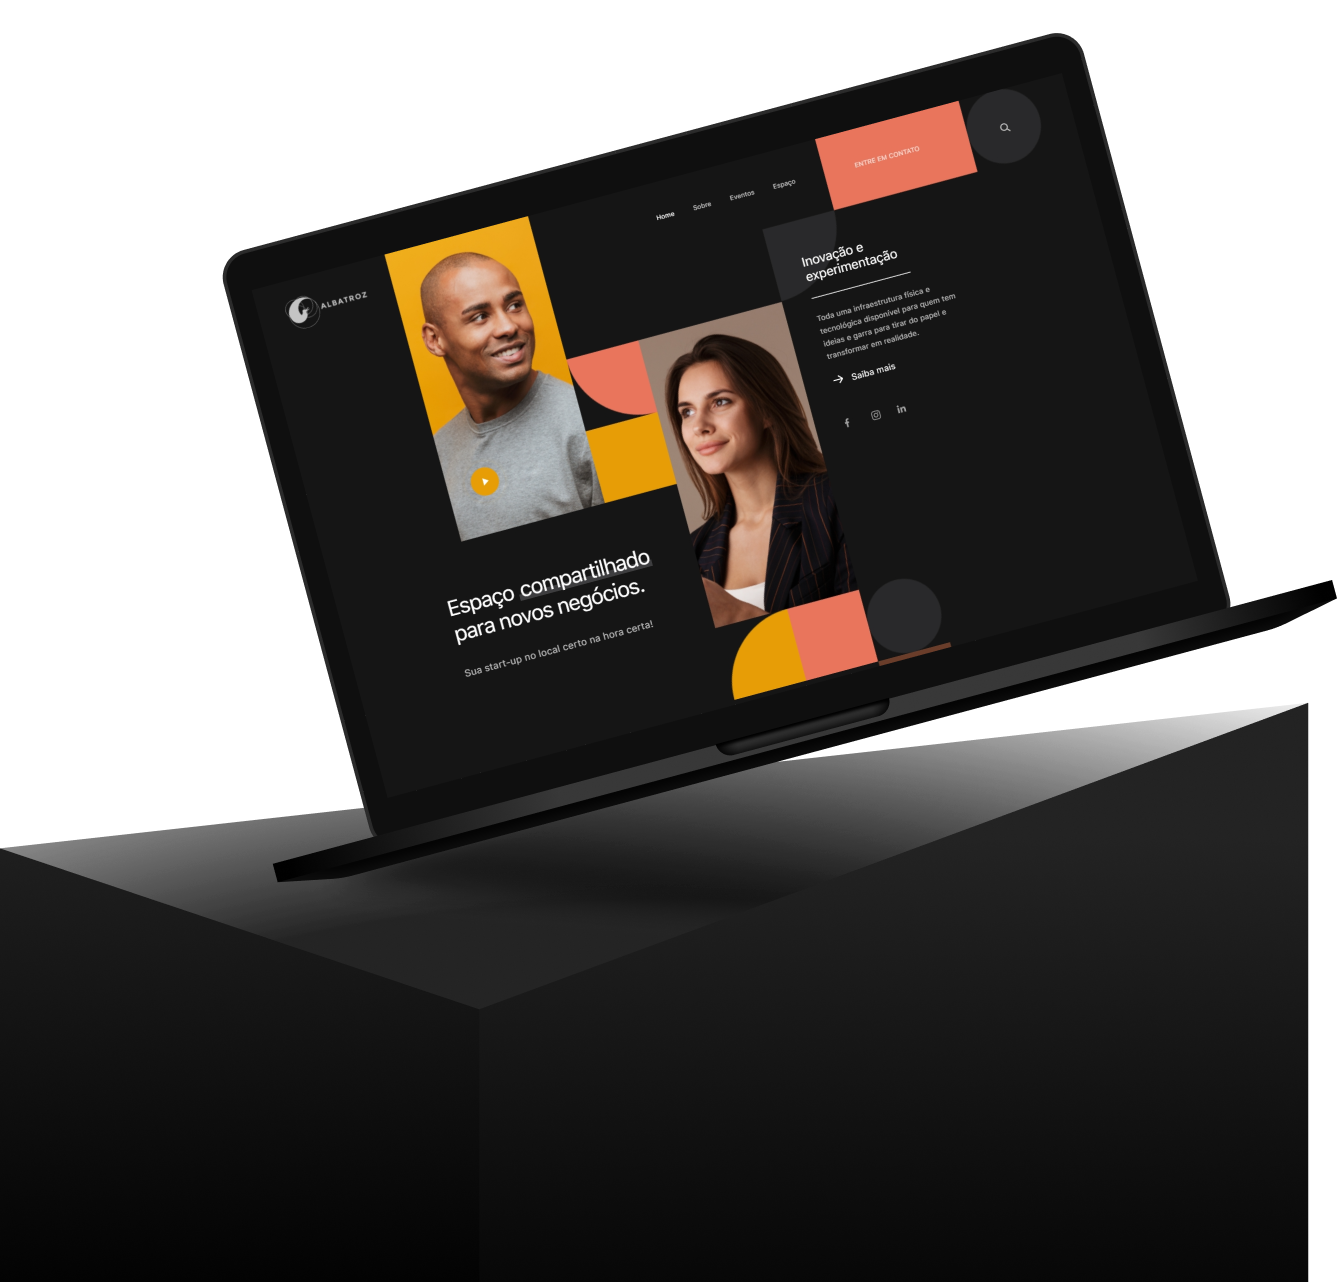 ALBATROZ
Home
Sobre
Eventos
Espaço
ENTRE EM CONTATO
Inovação e
experimentação
Toda uma infraestrutura física e
tecnológica disponível para quem tem
ideias e garra para tirar do papel e
transformar em realidade.
Saiba mais
Espaço compartilhado
para novos negócios.
Sua start-up no local certo na hora certa!